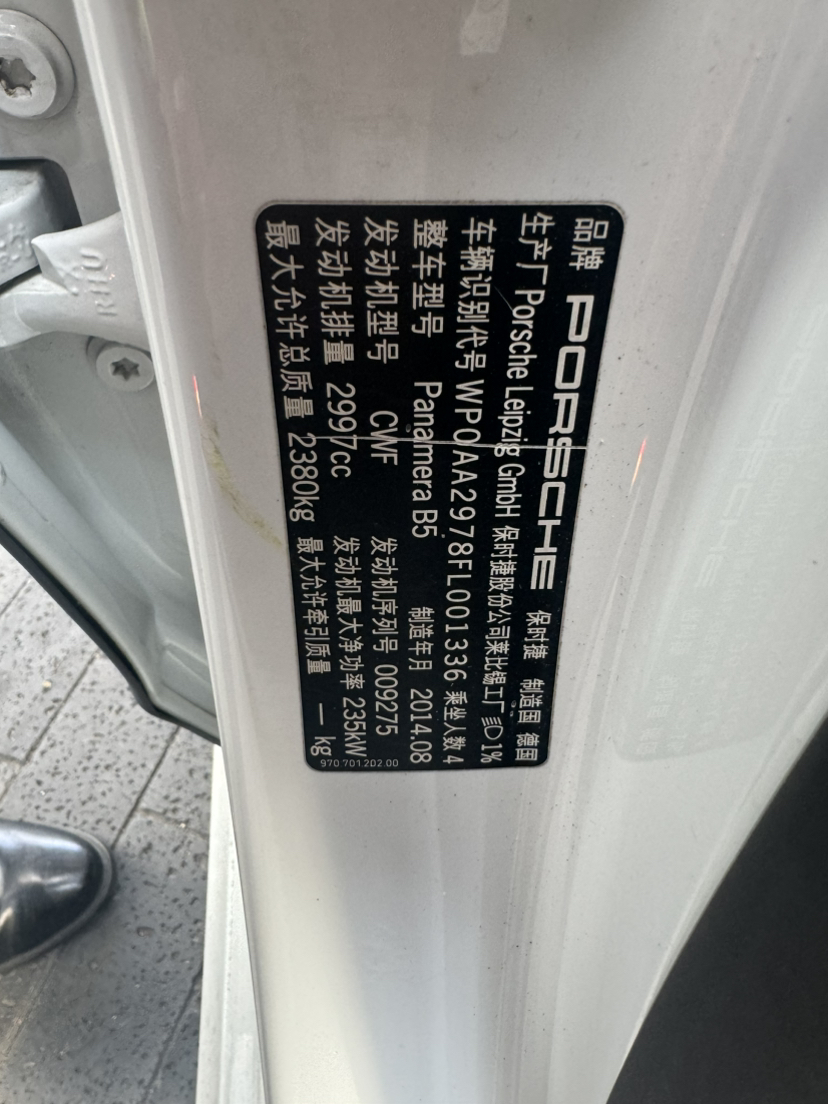 品牌 PORSCHE 保时捷 制造国 德国
生产厂 Porsche Leipzig GmbH 保时捷股份公司莱比锡工厂 1%
车辆识别代号 WP0AA2978FL001336 乘坐人数 4
整车型号 Panamera B5 制造年月 2014.08
发动机型号 CWF 发动机序列号 009275
发动机排量 2997cc 发动机最大净功率 235kW
最大允许总质量 2380kg 最大允许牵引质量 — kg
970.701.202.00